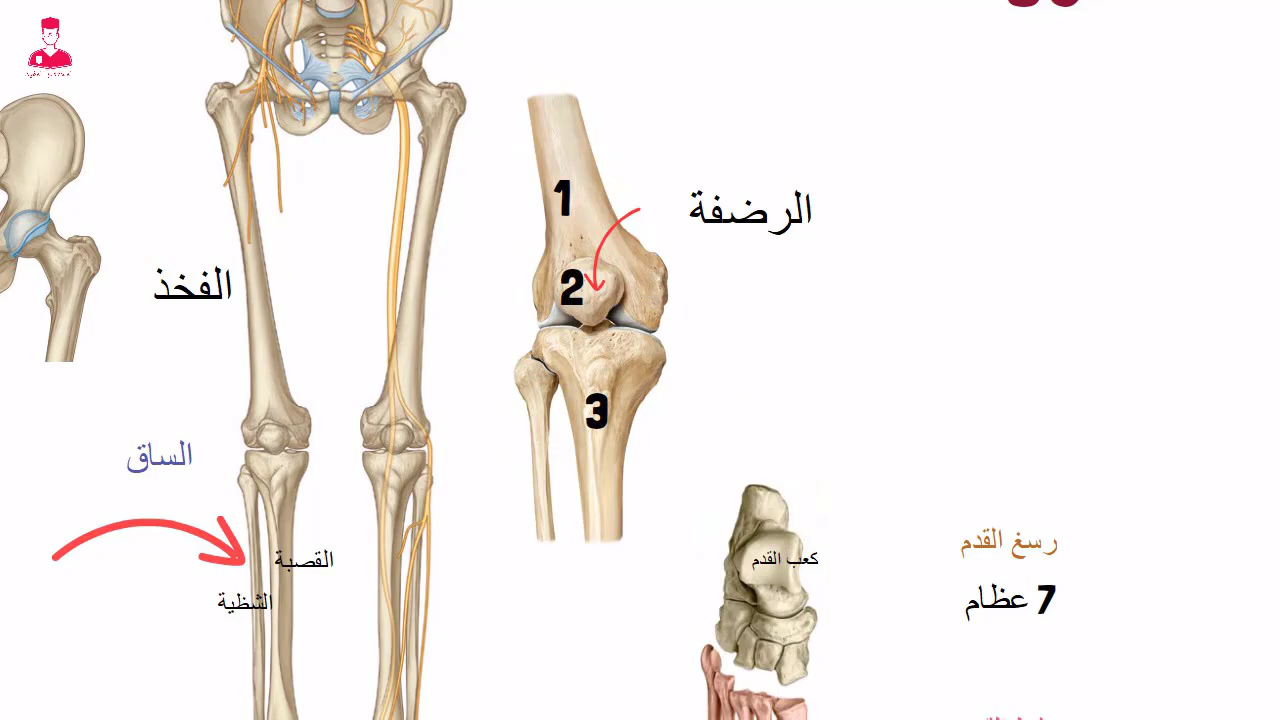 1
الرضفة
2
الفخذ
3
الساق
القصبة
الشظية
كعب القدم
رسغ القدم
7 عظام